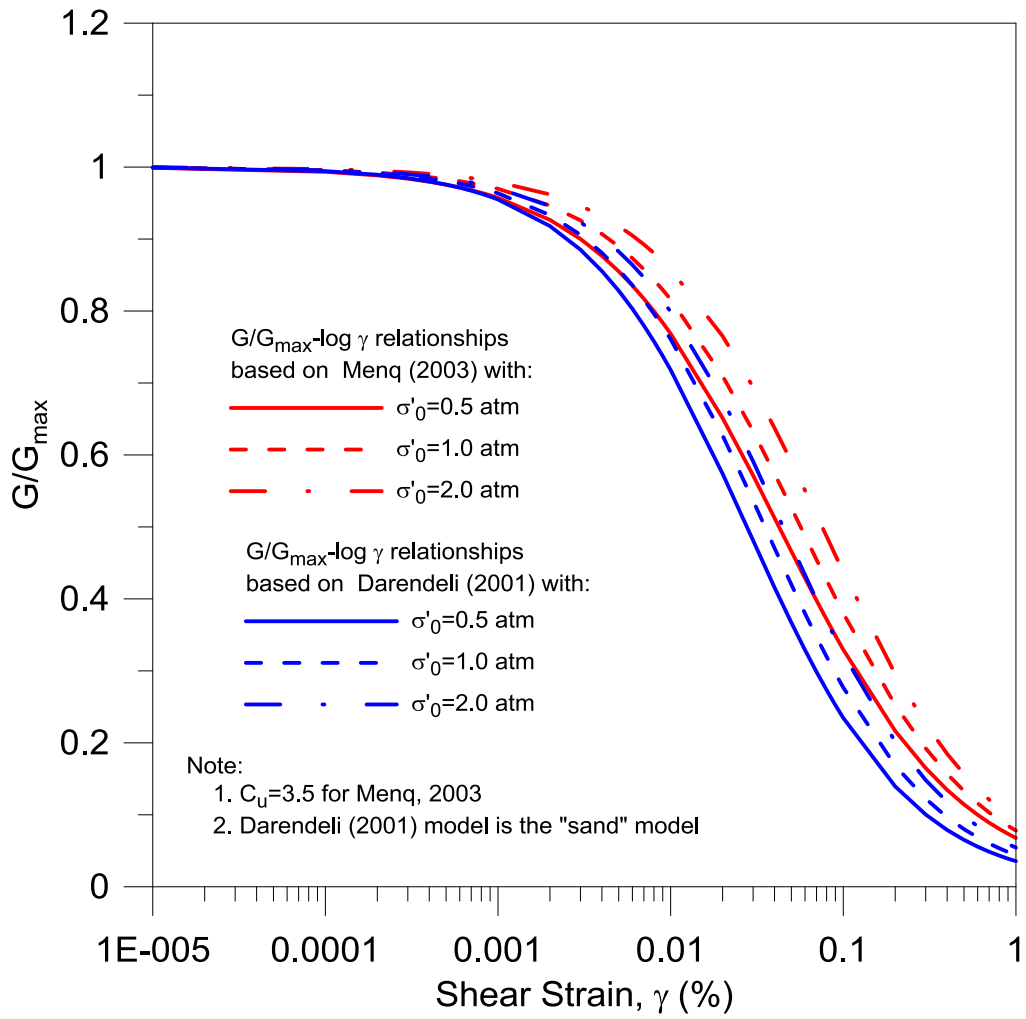 1.2
1
0.8
0.6
0.4
0.2
0
G/Gmax
G/Gmax-log γ relationships
based on  Menq (2003) with:
σ'0=0.5 atm
σ'0=1.0 atm
σ'0=2.0 atm
G/Gmax-log γ relationships
based on  Darendeli (2001) with:
σ'0=0.5 atm
σ'0=1.0 atm
σ'0=2.0 atm
Note:
1. Cu=3.5 for Menq, 2003
2. Darendeli (2001) model is the "sand" model
1E-005 0.0001 0.001 0.01 0.1 1
Shear Strain, γ (%)